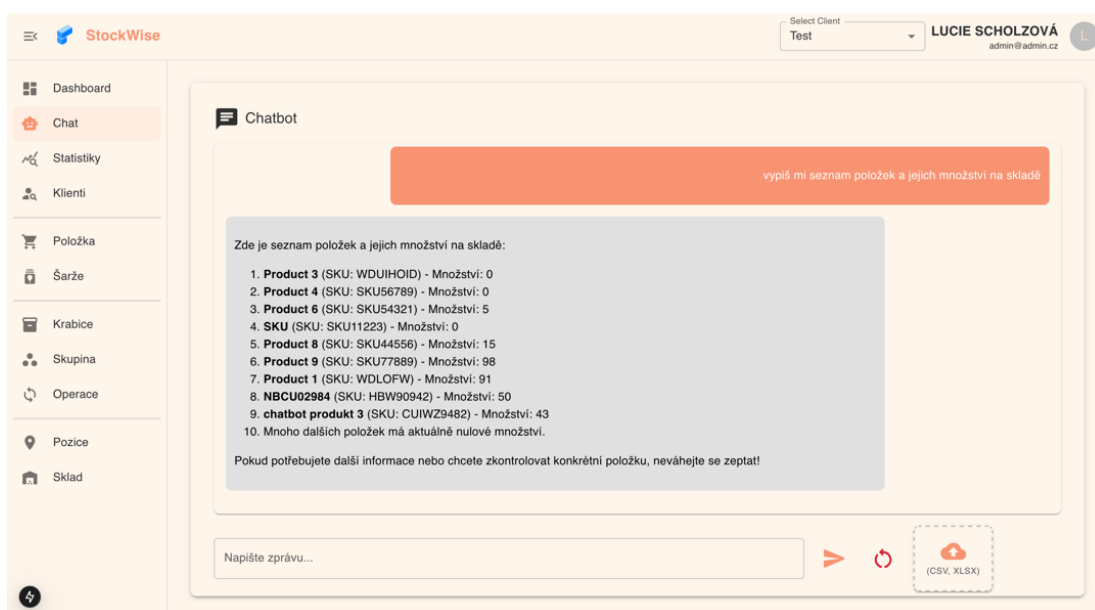 StockWise
Select Client
Test
LUCIE SCHOLZOVÁ
admin@admin.cz
L
Dashboard
Chat
Statistiky
Klienti
Položka
Šarže
Krabice
Skupina
Operace
Pozice
Sklad
Chatbot
vypiš mi seznam položek a jejich množství na skladě
Zde je seznam položek a jejich množství na skladě:
1. Product 3 (SKU: WDUIHOID) - Množství: 0
2. Product 4 (SKU: SKU56789) - Množství: 0
3. Product 6 (SKU: SKU54321) - Množství: 5
4. SKU (SKU: SKU11223) - Množství: 0
5. Product 8 (SKU: SKU44556) - Množství: 15
6. Product 9 (SKU: SKU77889) - Množství: 98
7. Product 1 (SKU: WDLOFW) - Množství: 91
8. NBCU02984 (SKU: HBW90942) - Množství: 50
9. chatbot produkt 3 (SKU: CUIWZ9482) - Množství: 43
10. Mnoho dalších položek má aktuálně nulové množství.
Pokud potřebujete další informace nebo chcete zkontrolovat konkrétní položku, neváhejte se zeptat!
Napište zprávu...
(CSV, XLSX)